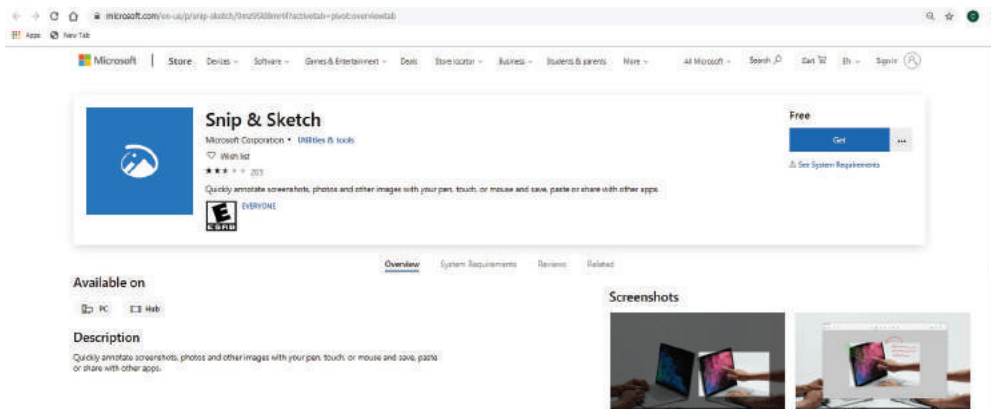 microsoft.com/en-us/p/snip-sketch/9mz95kl8mr0l?activetab=pivot:overviewtab
Apps New Tab
Microsoft Store Devices Software Games & Entertainment Deals Store locator Business Students & parents More All Microsoft Search Cart EN Sign in
Snip & Sketch
Microsoft Corporation • Utilities & tools
Wish list
203
Quickly annotate screenshots, photos and other images with your pen, touch, or mouse and save, paste or share with other apps.
E
ESRB
EVERYONE
Free
Get
...
See System Requirements
Overview System Requirements Reviews Related
Available on
PC Hub
Description
Quickly annotate screenshots, photos and other images with your pen, touch, or mouse and save, paste
or share with other apps.
Screenshots